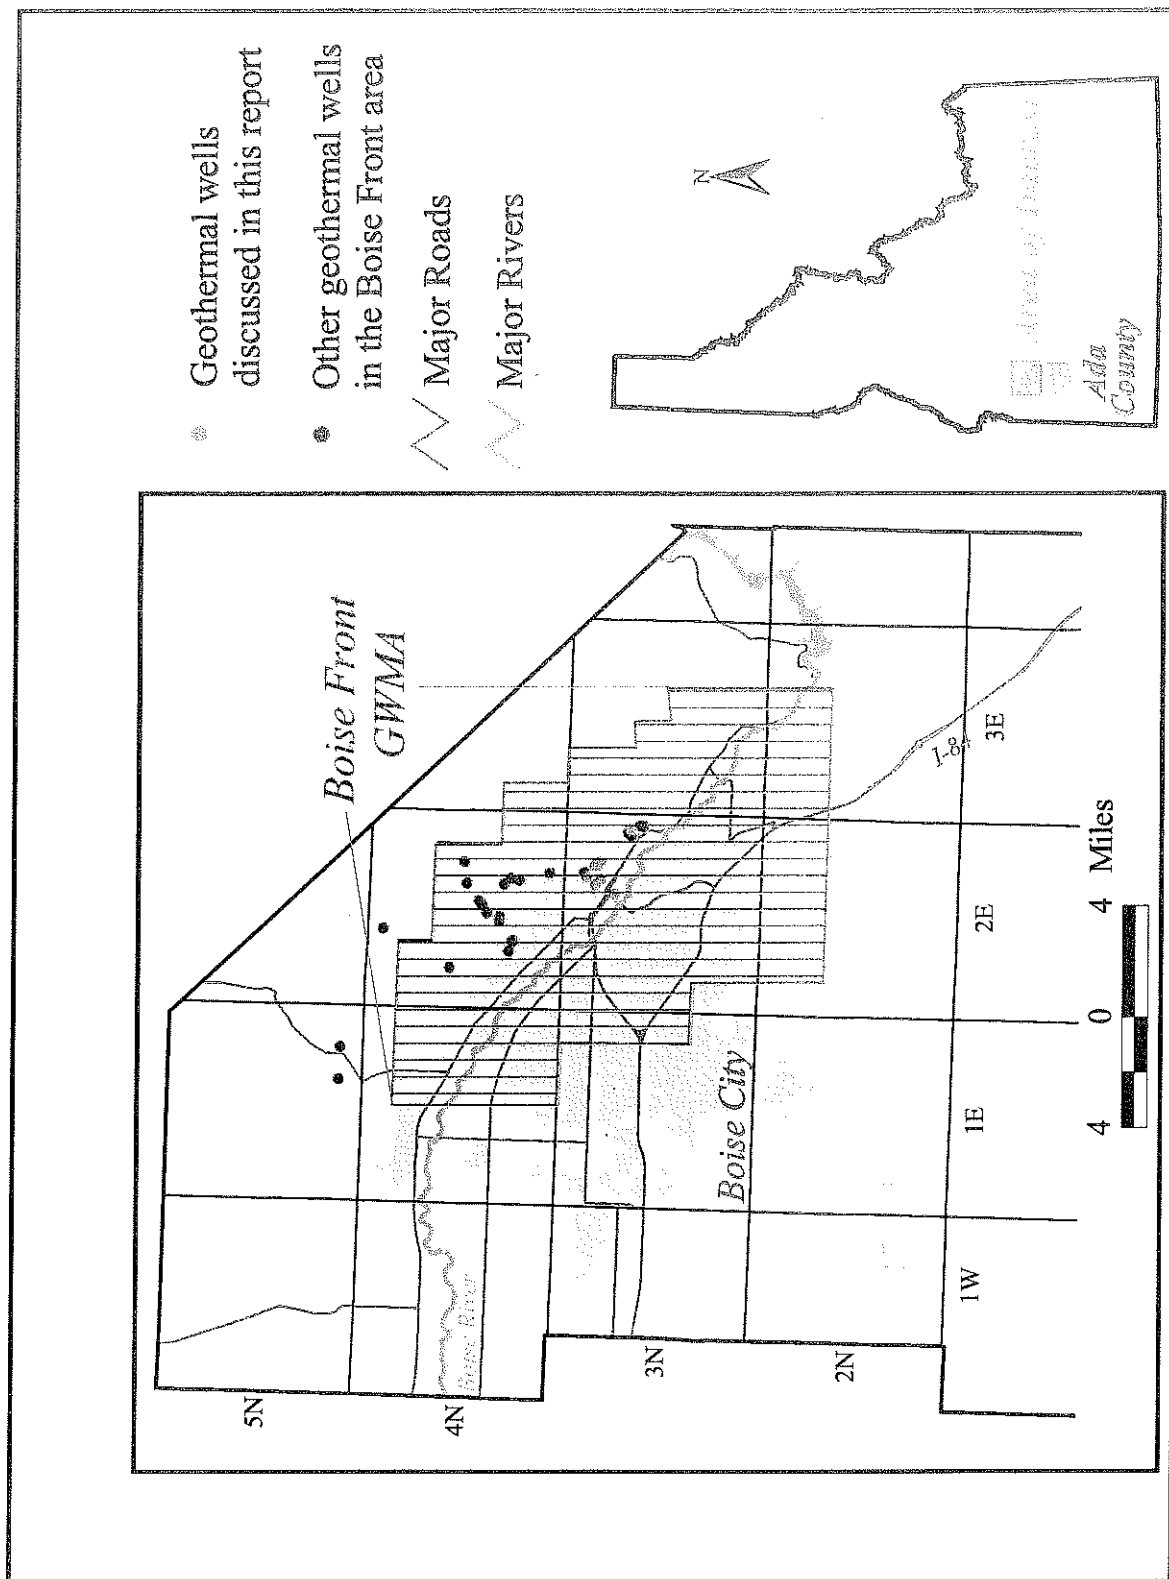 Geothermal wells
discussed in this report
Other geothermal wells
in the Boise Front area
Major Roads
Major Rivers
N
Ada
County
Boise Front
GWMA
Boise City
Boise River
I-84
5N
4N
3N
2N
1W
1E
2E
3E
4 0 4 Miles